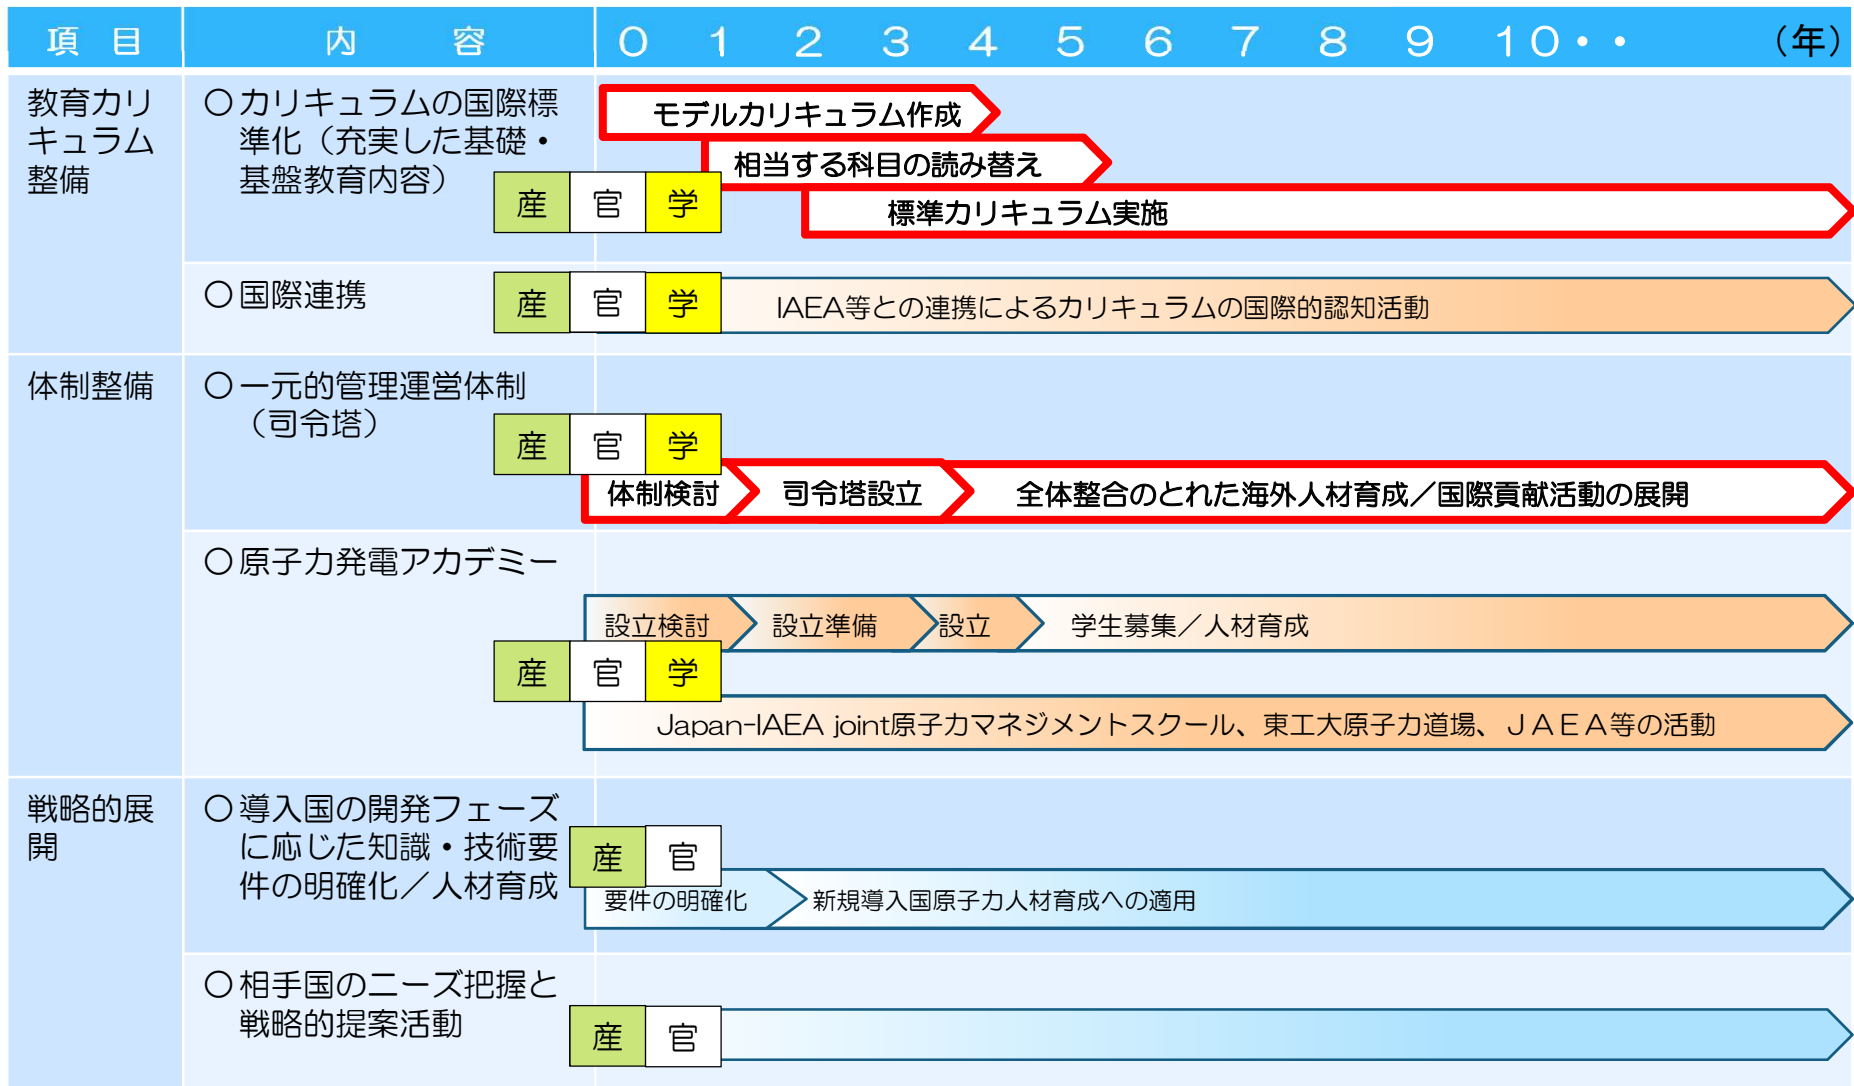 項　目　内　容　０　１　２　３　４　５　６　７　８　９　１０・・　（年）
教育カリ
キュラム
整備
〇カリキュラムの国際標
準化（充実した基礎・
基盤教育内容）
産　官　学
モデルカリキュラム作成
相当する科目の読み替え
標準カリキュラム実施
〇国際連携
産　官　学
IAEA等との連携によるカリキュラムの国際的認知活動
体制整備
〇一元的管理運営体制
（司令塔）
産　官　学
体制検討　司令塔設立　全体整合のとれた海外人材育成／国際貢献活動の展開
〇原子力発電アカデミー
設立検討　設立準備　設立　学生募集／人材育成
産　官　学
Japan-IAEA joint原子力マネジメントスクール、東工大原子力道場、ＪＡＥＡ等の活動
戦略的展
開
〇導入国の開発フェーズ
に応じた知識・技術要
件の明確化／人材育成
産　官
要件の明確化　新規導入国原子力人材育成への適用
〇相手国のニーズ把握と
戦略的提案活動
産　官